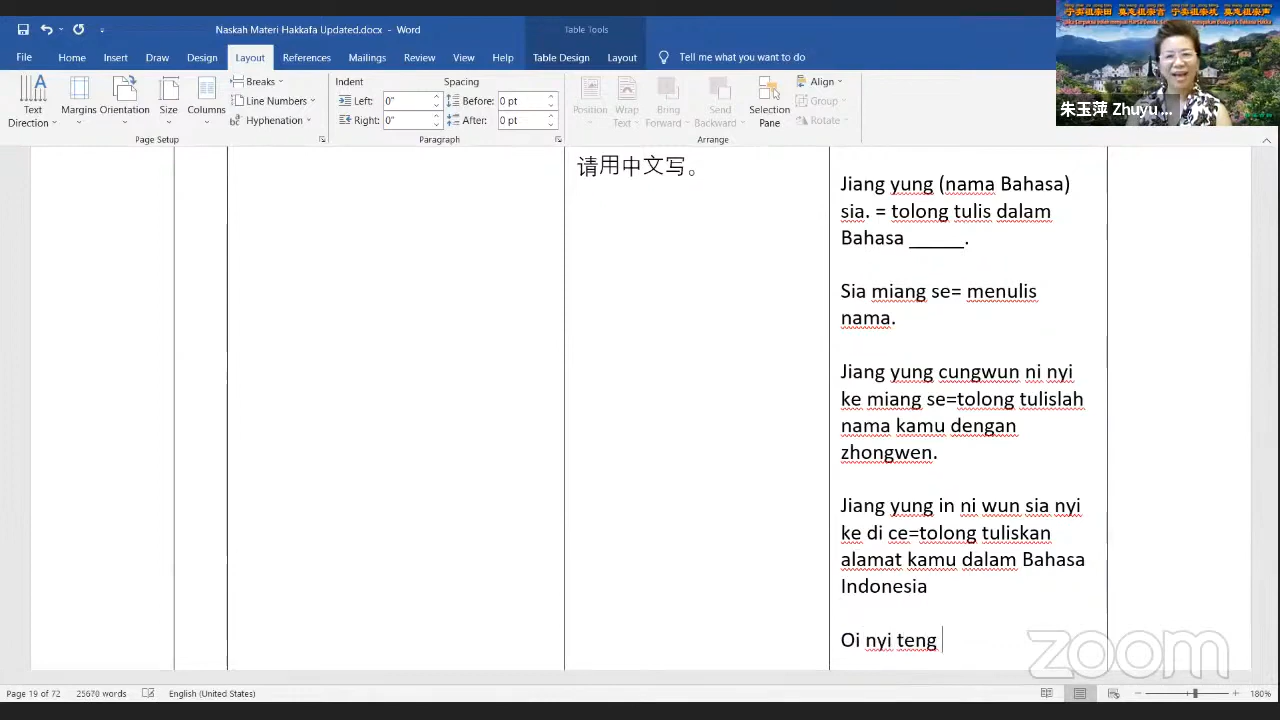 Naskah Materi Hakkafa Updated.docx - Word
Table Tools
File Home Insert Draw Design Layout References Mailings Review View Help Table Design Layout Tell me what you want to do
Text Direction
Margins
Orientation
Size
Columns
Breaks
Line Numbers
Hyphenation
Page Setup
Indent
Left: 0"
Right: 0"
Spacing
Before: 0 pt
After: 0 pt
Paragraph
Position
Wrap Text
Bring Forward
Send Backward
Selection Pane
Align
Group
Rotate
Arrange
朱玉萍 Zhuyu ...
请用中文写。
Jiang yung (nama Bahasa)
sia. = tolong tulis dalam
Bahasa _____.
Sia miang se= menulis
nama.
Jiang yung cungwun ni nyi
ke miang se=tolong tulislah
nama kamu dengan
zhongwen.
Jiang yung in ni wun sia nyi
ke di ce=tolong tuliskan
alamat kamu dalam Bahasa
Indonesia
Oi nyi teng
zoom
Page 19 of 72 25670 words English (United States) 180%